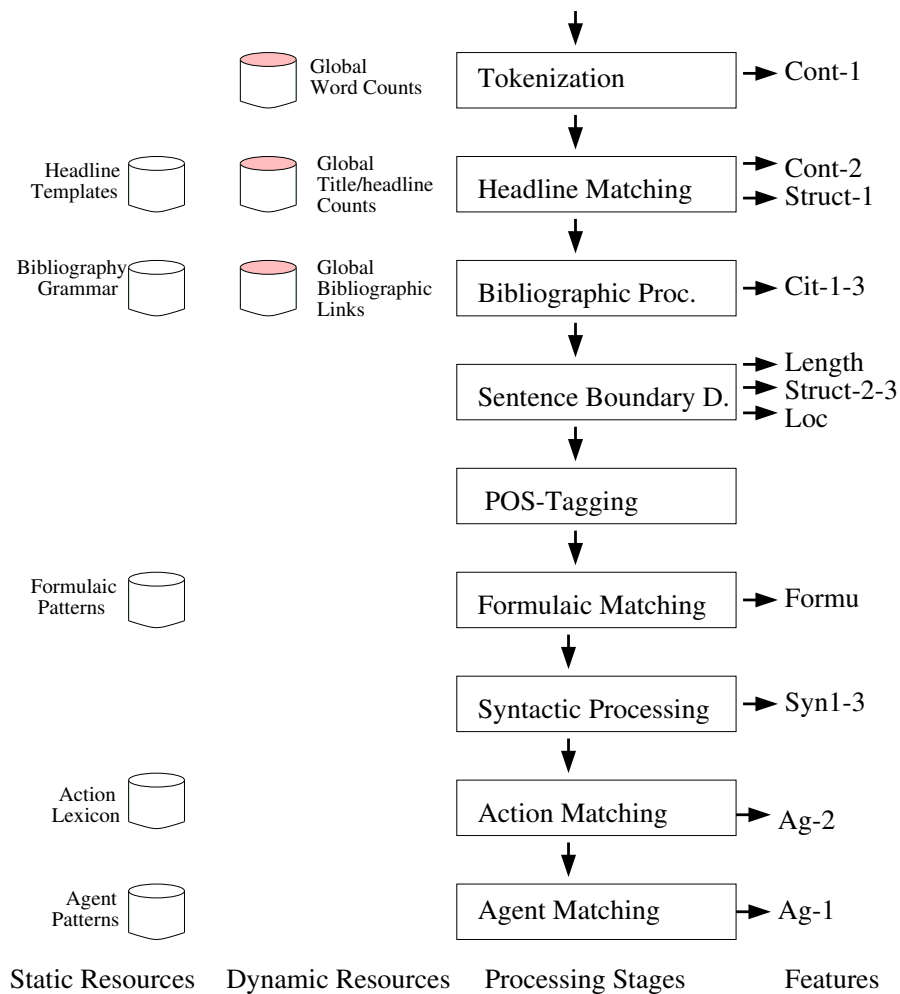 Global
Word Counts
Tokenization
Cont-1
Headline
Templates
Global
Title/headline
Counts
Headline Matching
Cont-2
Struct-1
Bibliography
Grammar
Global
Bibliographic
Links
Bibliographic Proc.
Cit-1-3
Sentence Boundary D.
Length
Struct-2-3
Loc
POS-Tagging
Formulaic
Patterns
Formulaic Matching
Formu
Syntactic Processing
Syn1-3
Action
Lexicon
Action Matching
Ag-2
Agent
Patterns
Agent Matching
Ag-1
Static Resources
Dynamic Resources
Processing Stages
Features